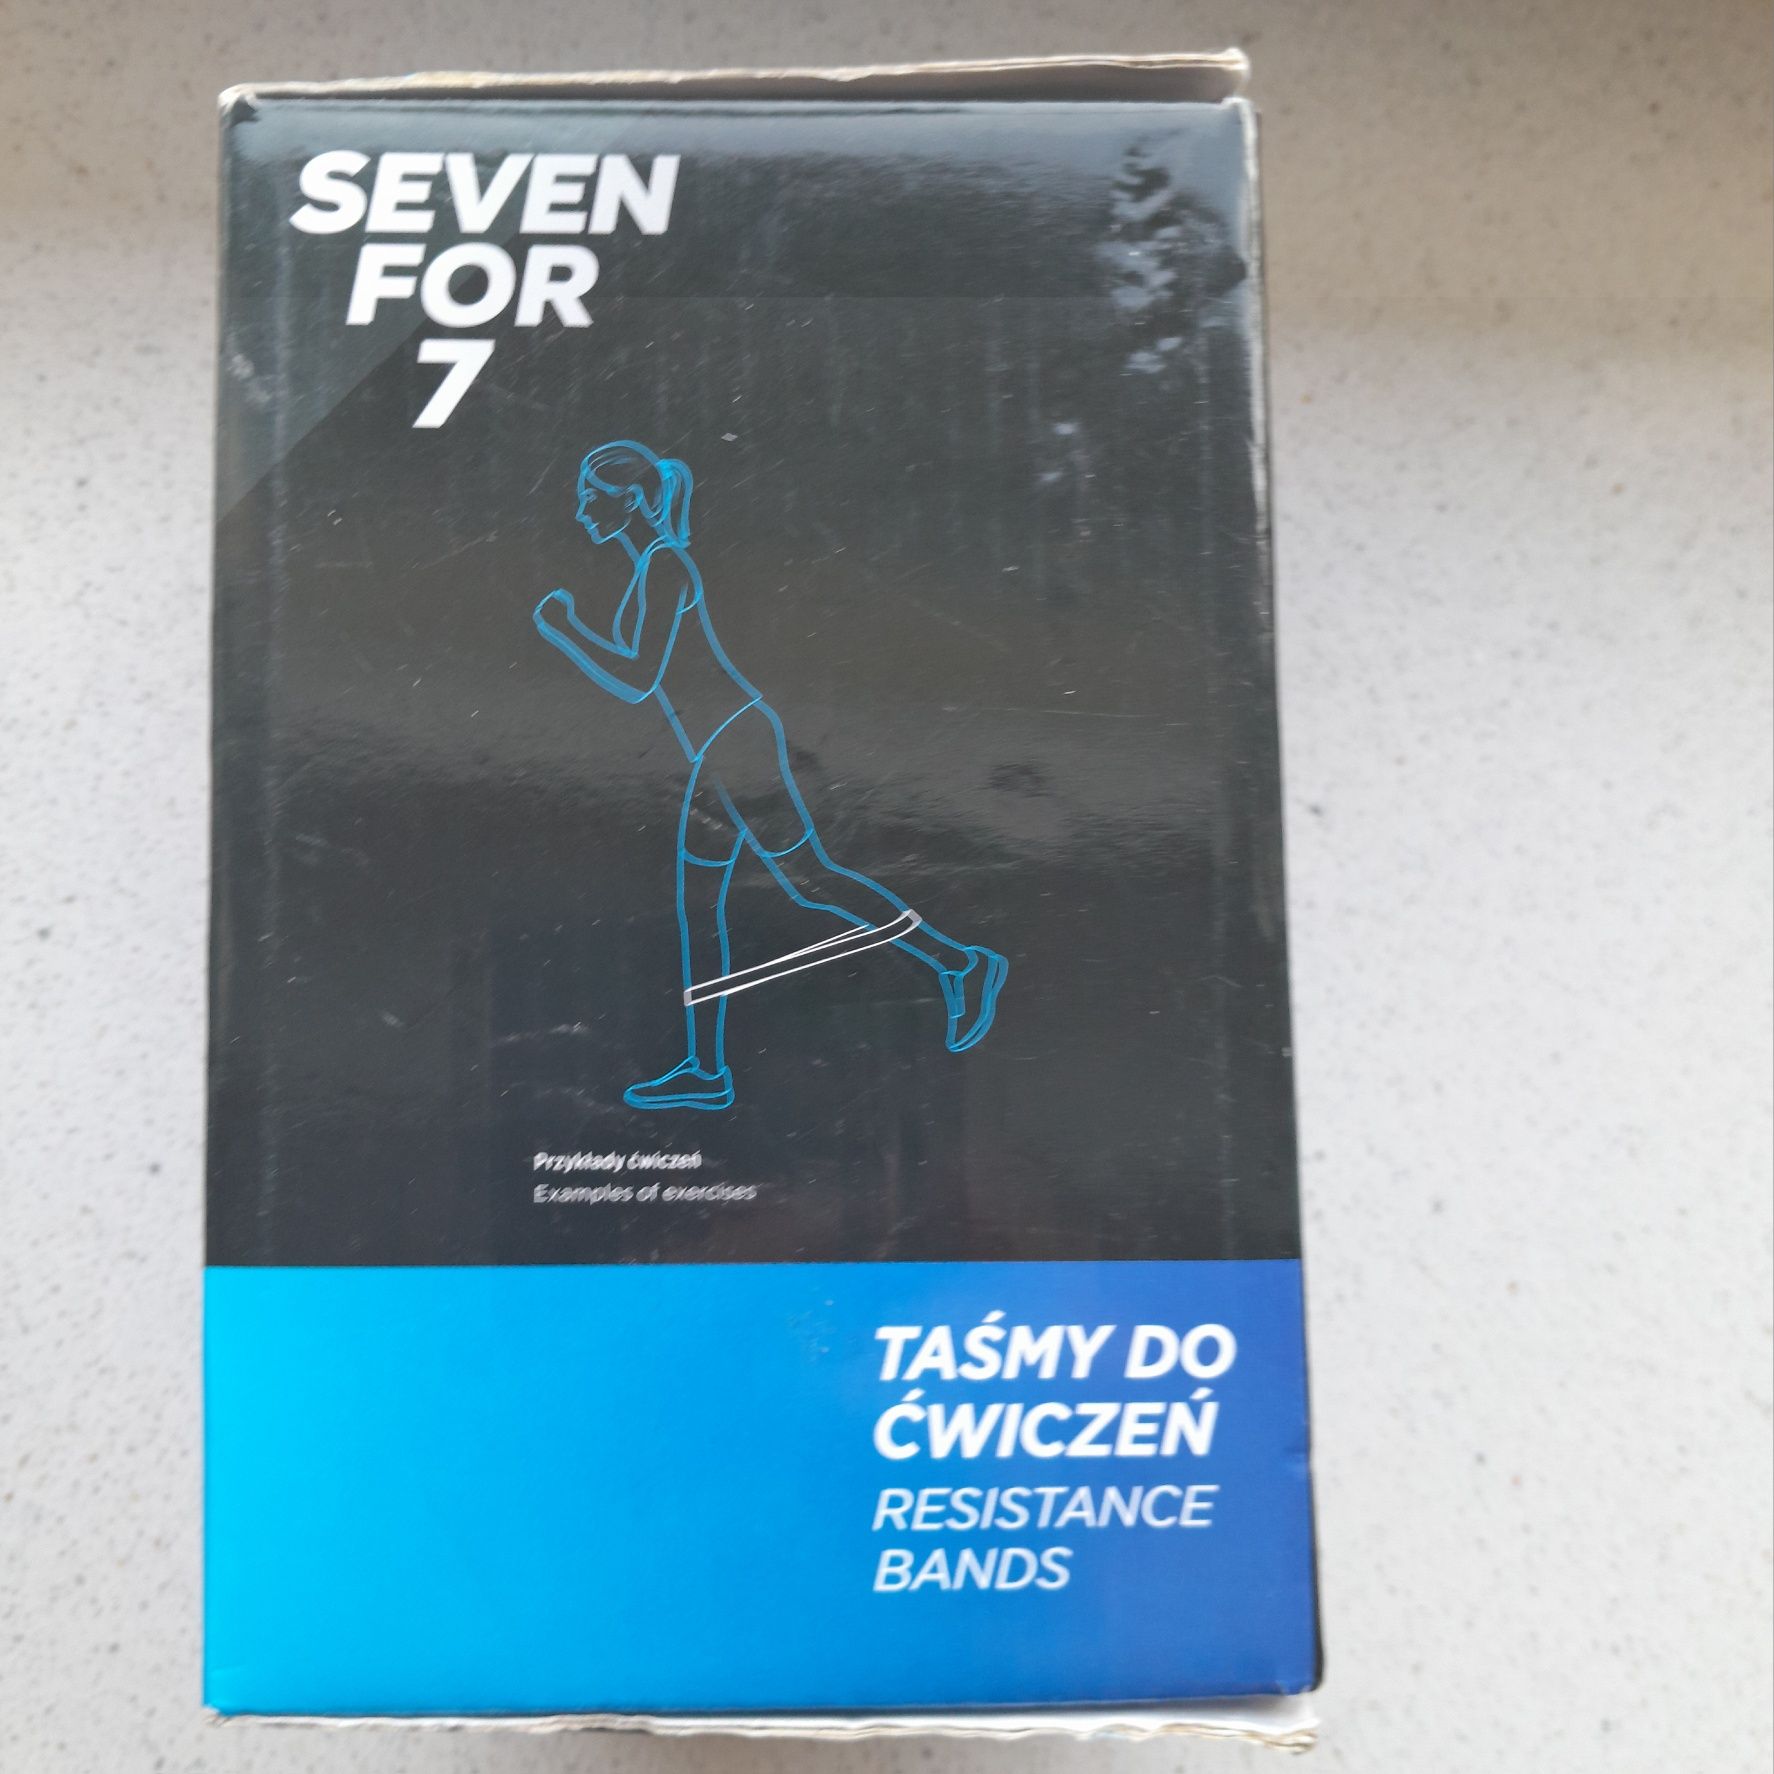 SEVEN
FOR
7
Przykłady ćwiczeń
Examples of exercises
TAŚMY DO
ĆWICZEŃ
RESISTANCE
BANDS